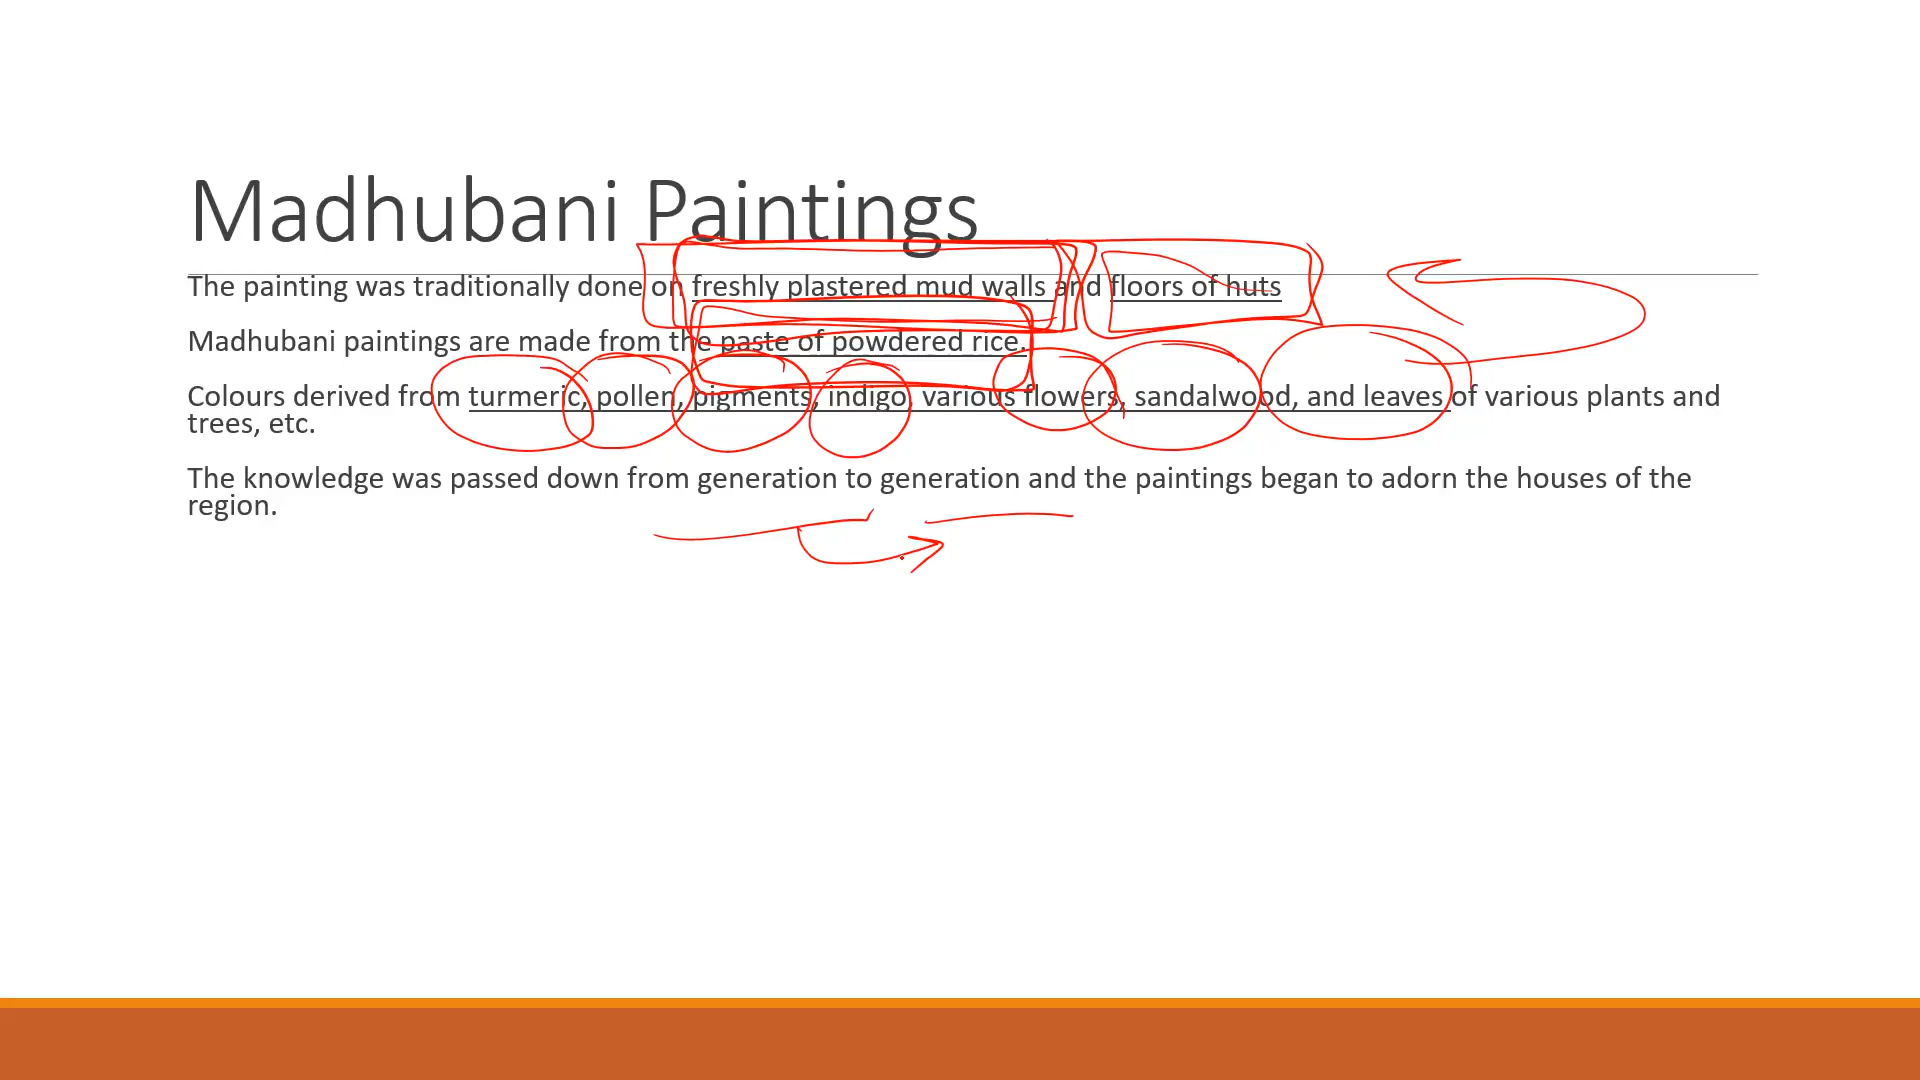 Madhubani Paintings
The painting was traditionally done on freshly plastered mud walls and floors of huts
Madhubani paintings are made from the paste of powdered rice.
Colours derived from turmeric, pollen, pigments, indigo, various flowers, sandalwood, and leaves of various plants and
trees, etc.
The knowledge was passed down from generation to generation and the paintings began to adorn the houses of the
region.